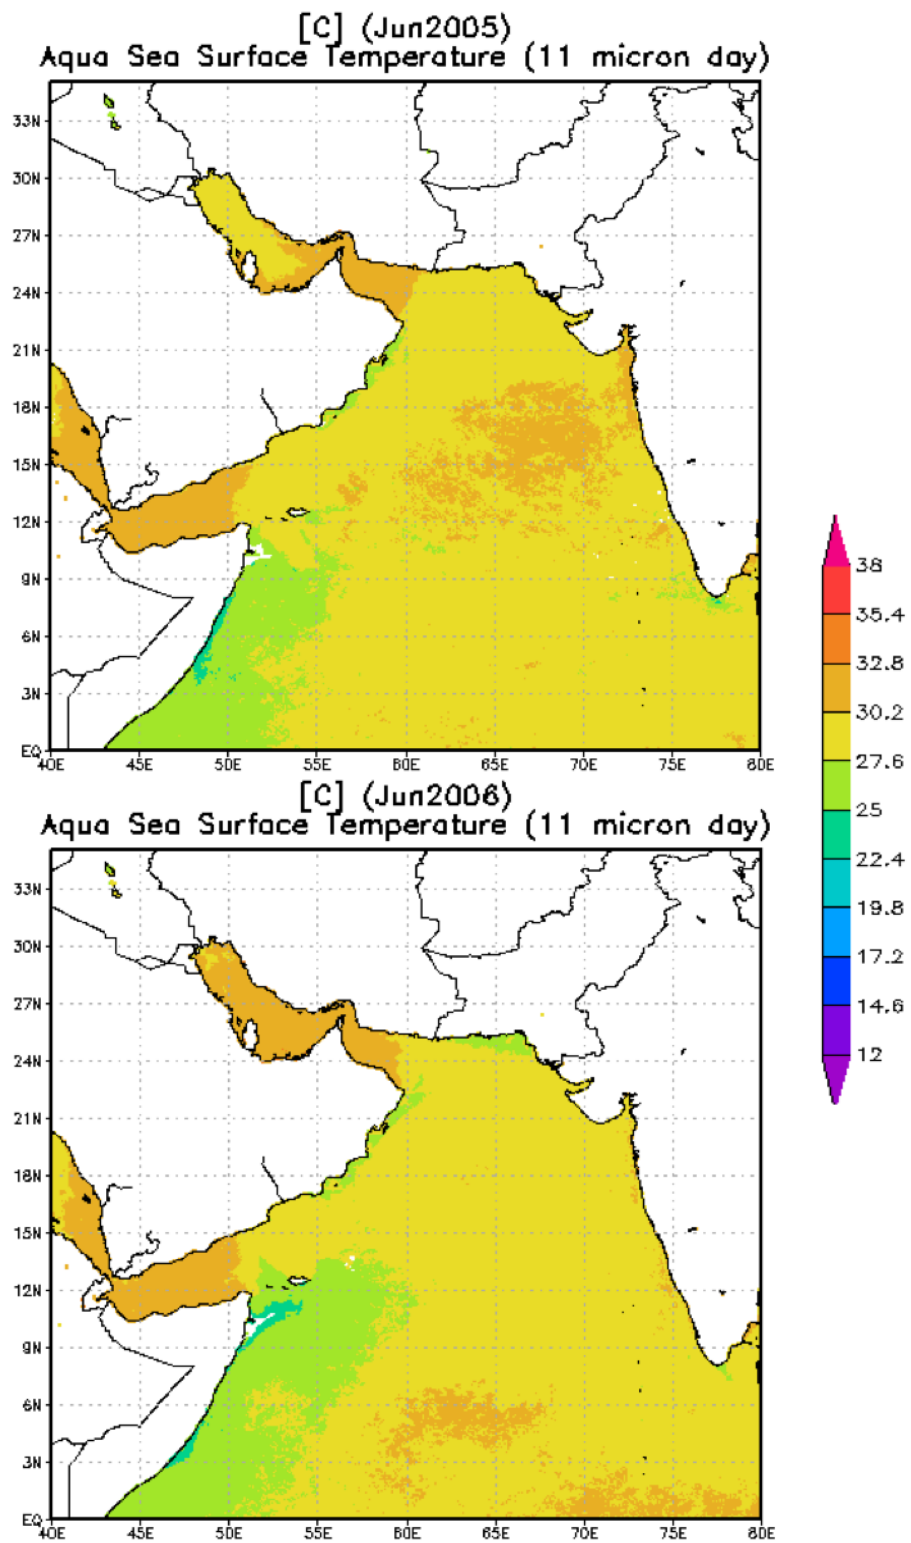 [C] (Jun2005)
Aqua Sea Surface Temperature (11 micron day)
33N
30N
27N
24N
21N
18N
15N
12N
9N
6N
3N
EQ
40E 45E 50E 55E 60E 65E 70E 75E 80E
[C] (Jun2006)
Aqua Sea Surface Temperature (11 micron day)
33N
30N
27N
24N
21N
18N
15N
12N
9N
6N
3N
EQ
40E 45E 50E 55E 60E 65E 70E 75E 80E
38
35.4
32.8
30.2
27.6
25
22.4
19.8
17.2
14.6
12